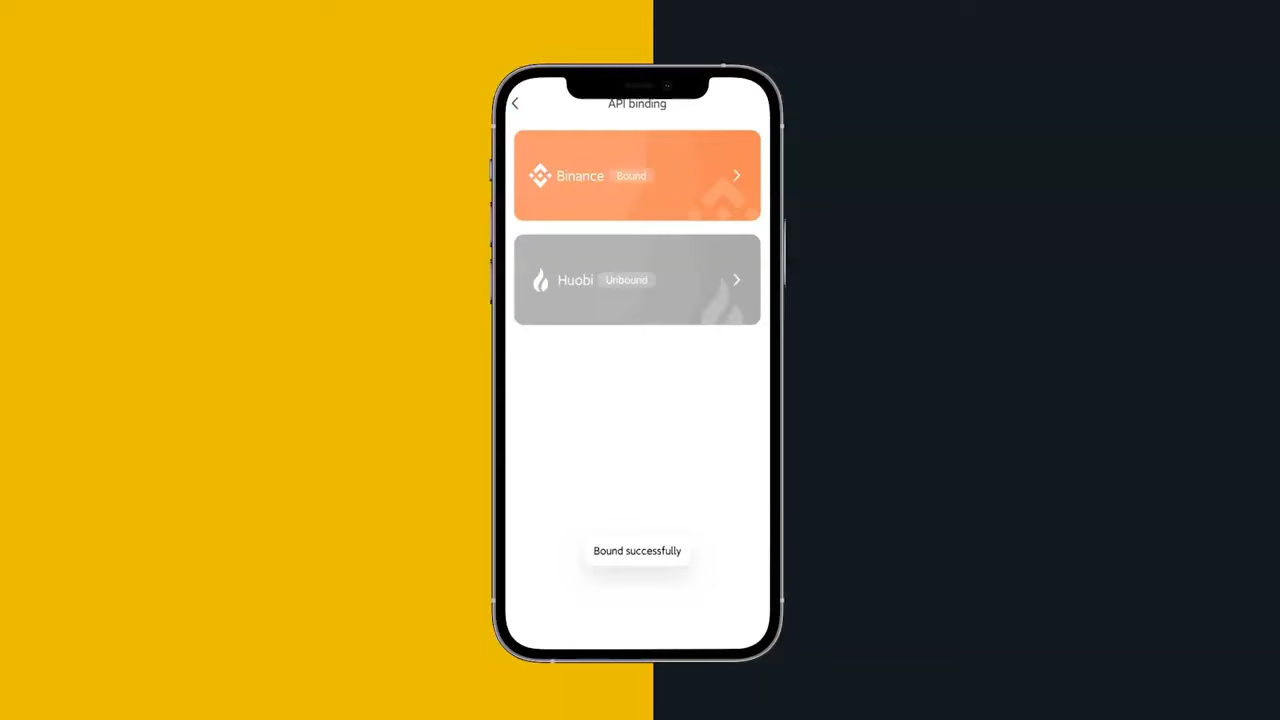 API binding
Binance Bound
Huobi Unbound
Bound successfully